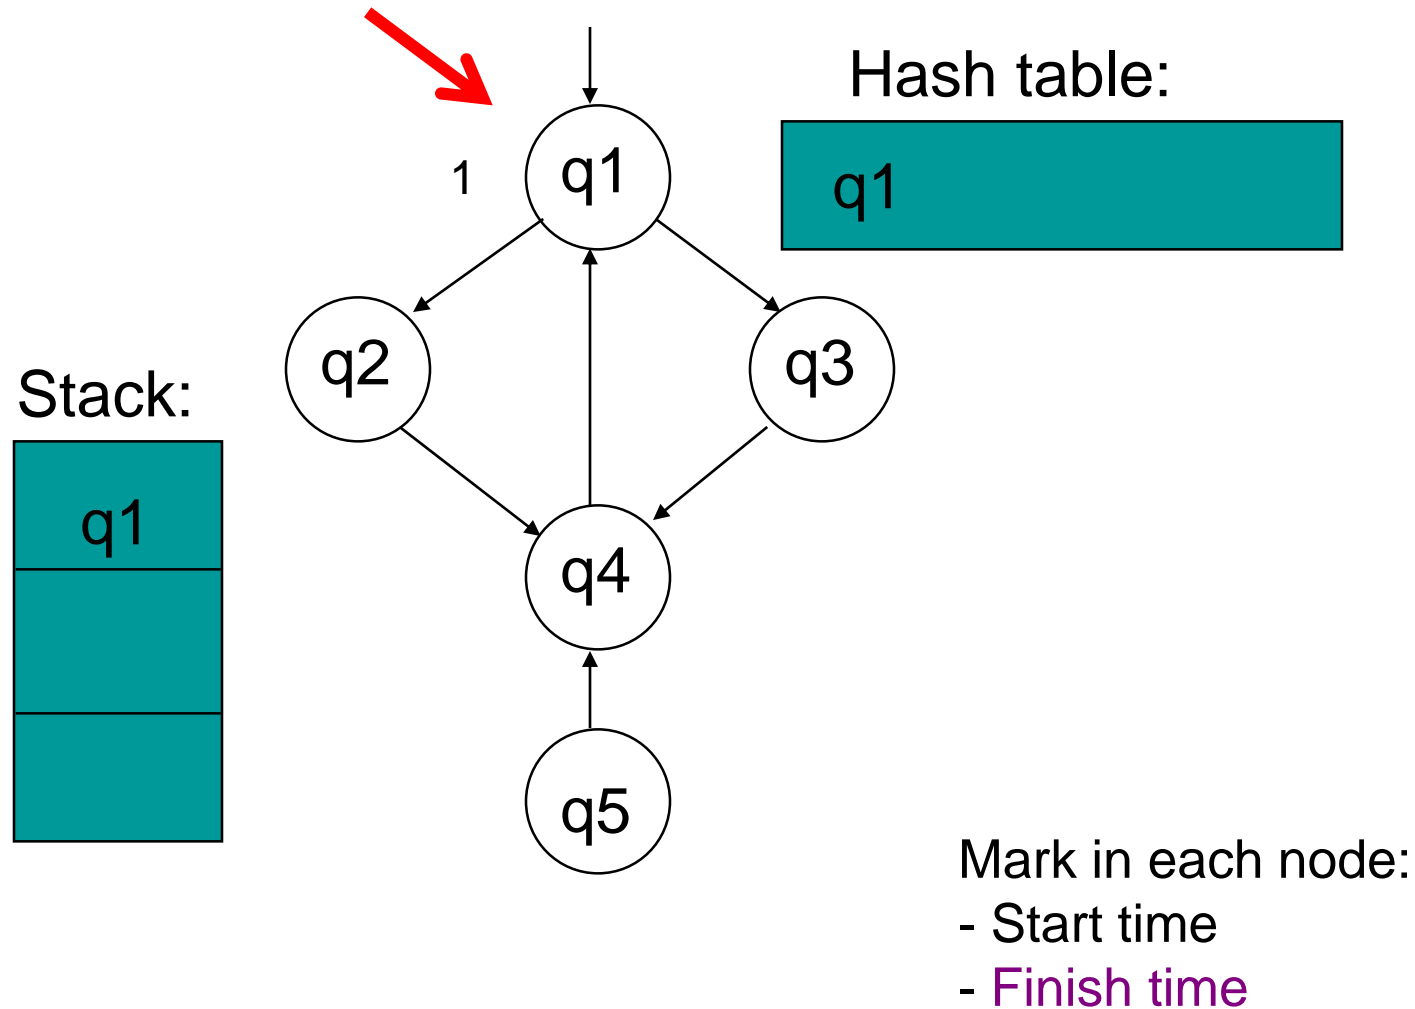 Hash table:
1
q1
q1
q2
q3
Stack:
q1
q4
q5
Mark in each node:
- Start time
- Finish time